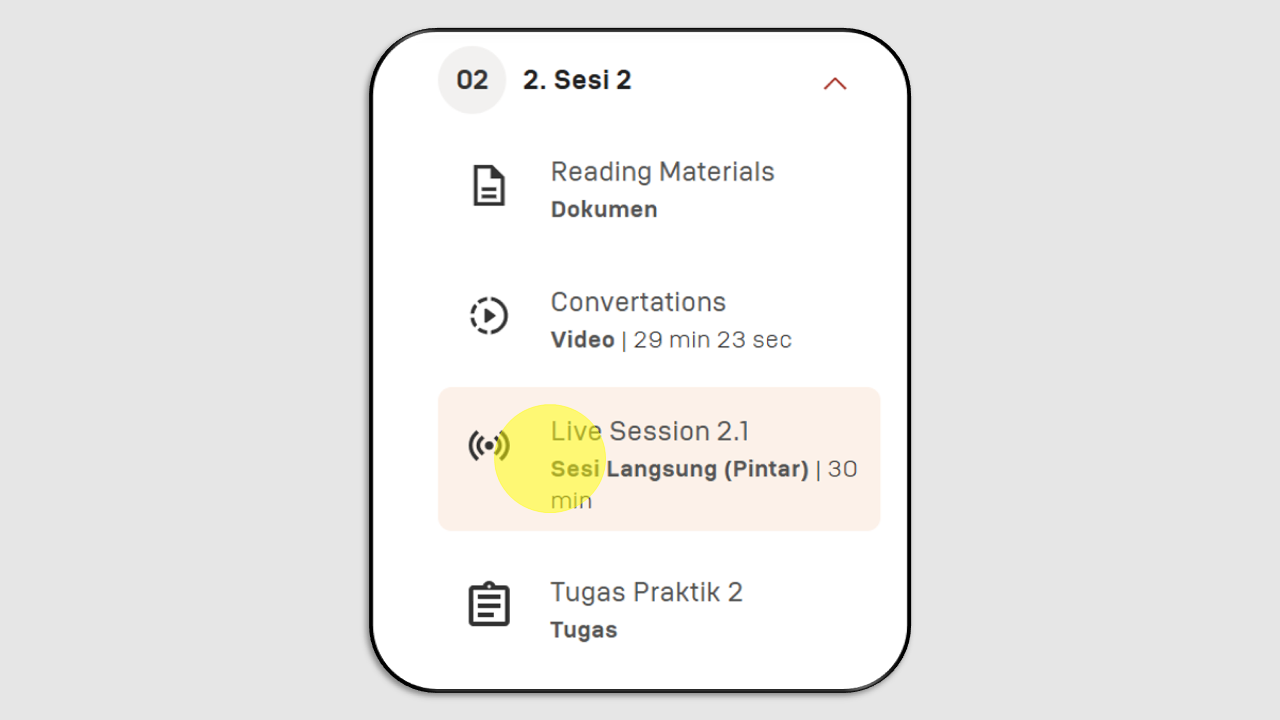 02 2. Sesi 2
Reading Materials
Dokumen
Convertations
Video | 29 min 23 sec
Live Session 2.1
Sesi Langsung (Pintar) | 30
min
Tugas Praktik 2
Tugas